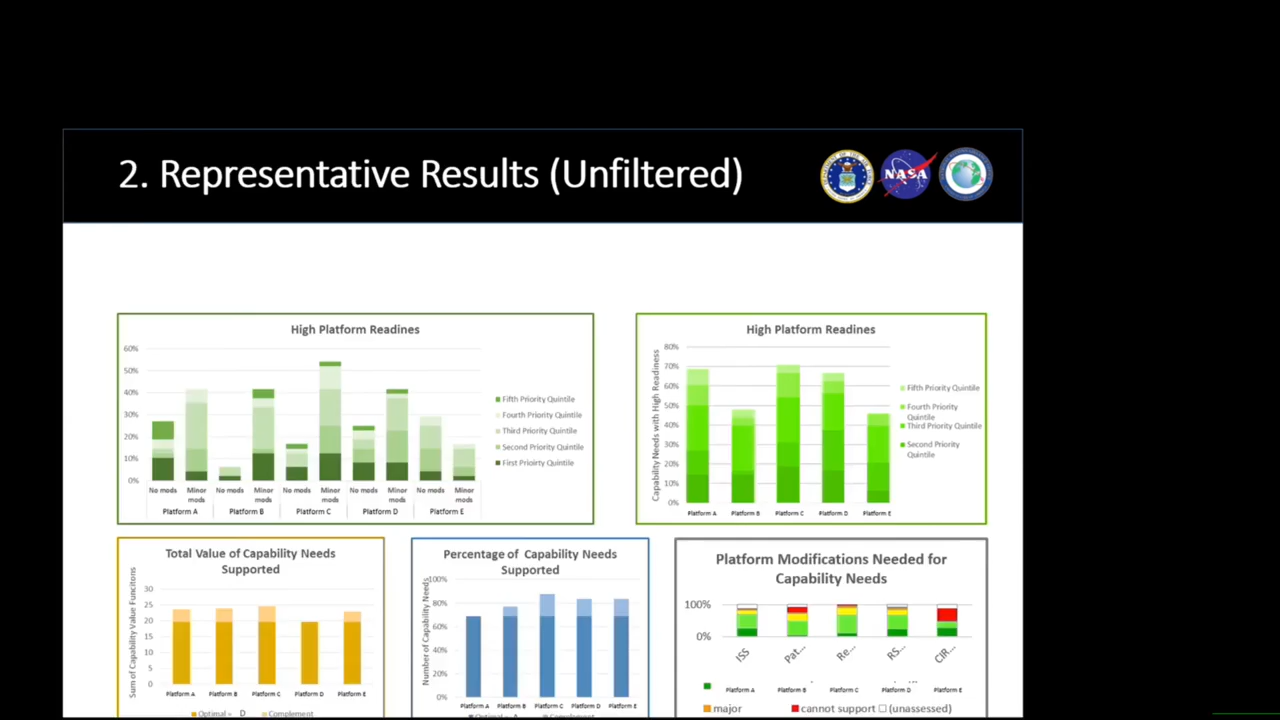 2. Representative Results (Unfiltered)
NASA
High Platform Readines
60%
50%
40%
30%
20%
10%
0%
No mods
Minor mods
No mods
Minor mods
No mods
Minor mods
No mods
Minor mods
No mods
Minor mods
Platform A
Platform B
Platform C
Platform D
Platform E
Fifth Priority Quintile
Fourth Priority Quintile
Third Priority Quintile
Second Priority Quintile
First Prioirty Quintile
High Platform Readines
Capability Needs with High Readiness
80%
70%
60%
50%
40%
30%
20%
10%
0%
Platform A
Platform B
Platform C
Platform D
Platform E
Fifth Priority Quintile
Fourth Priority
Quintile
Third Priority Quintile
Second Priority
Quintile
Total Value of Capability Needs
Supported
Sum of Capability Value Funcitons
30
25
20
15
10
5
0
Platform A
Platform B
Platform C
Platform D
Platform E
Optimal = D
Complement
Percentage of Capability Needs
Supported
Number of Capability Needs
100%
80%
60%
40%
20%
0%
Platform A
Platform B
Platform C
Platform D
Platform E
Platform Modifications Needed for
Capability Needs
100%
0%
ISS
Pat...
Re...
RS...
CIR...
Platform A
Platform B
Platform C
Platform D
Platform E
major
cannot support
(unassessed)